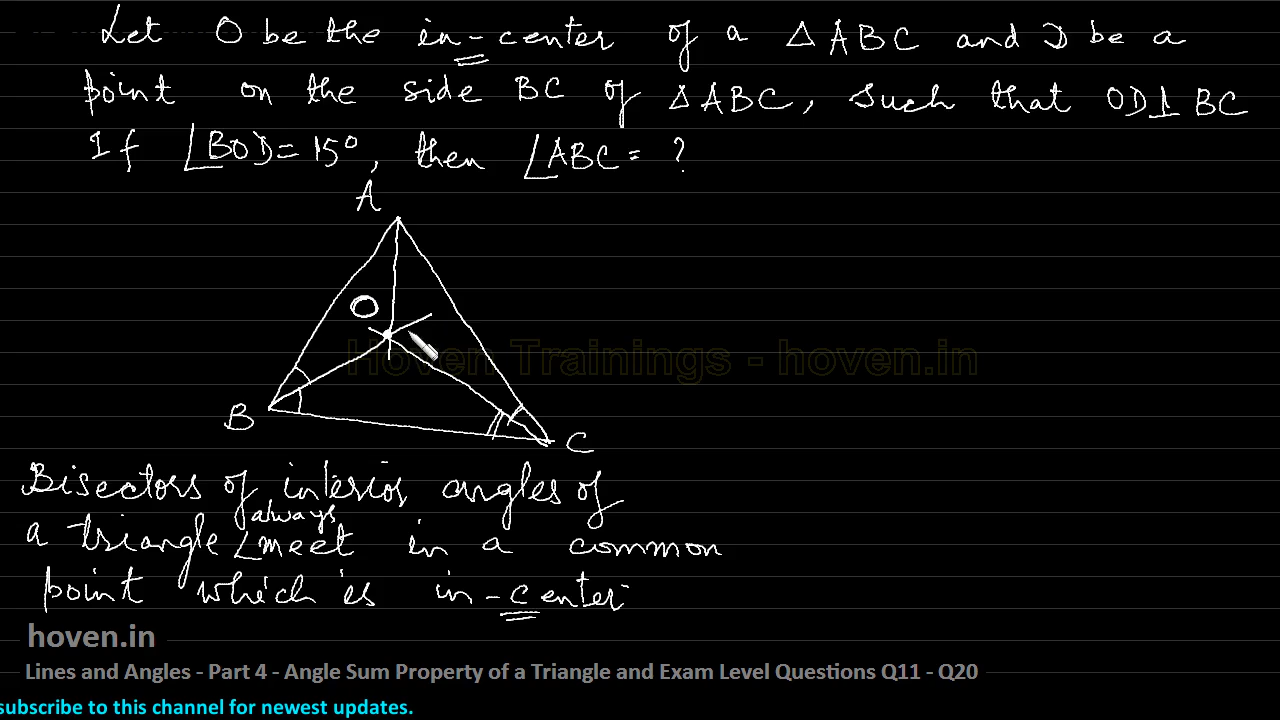 Let O be the in-center of a △ABC and D be a
point on the side BC of △ABC, such that OD⊥BC
If ∠BOD=15°, then ∠ABC= ?
A
O
Hoven Trainings - hoven.in
B
C
Bisectors of interior angles of
always
a triangle ∠meet in a common
point which is in-center
hoven.in
Lines and Angles - Part 4 - Angle Sum Property of a Triangle and Exam Level Questions Q11 - Q20
subscribe to this channel for newest updates.